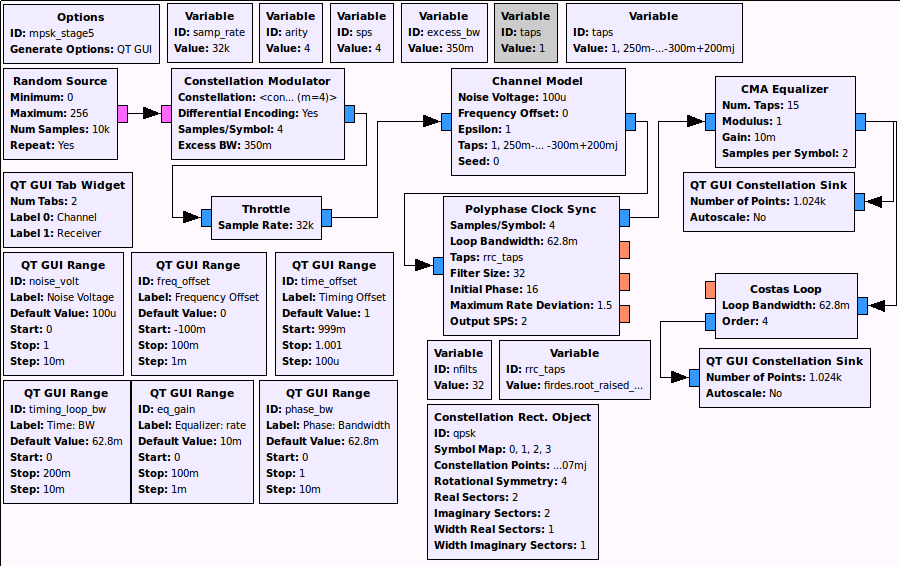 Options
ID: mpsk_stage5
Generate Options: QT GUI
Variable
ID: samp_rate
Value: 32k
Variable
ID: arity
Value: 4
Variable
ID: sps
Value: 4
Variable
ID: excess_bw
Value: 350m
Variable
ID: taps
Value: 1
Variable
ID: taps
Value: 1, 250m-...-300m+200mj
Random Source
Minimum: 0
Maximum: 256
Num Samples: 10k
Repeat: Yes
Constellation Modulator
Constellation: <con... (m=4)>
Differential Encoding: Yes
Samples/Symbol: 4
Excess BW: 350m
Channel Model
Noise Voltage: 100u
Frequency Offset: 0
Epsilon: 1
Taps: 1, 250m-... -300m+200mj
Seed: 0
CMA Equalizer
Num. Taps: 15
Modulus: 1
Gain: 10m
Samples per Symbol: 2
QT GUI Tab Widget
Num Tabs: 2
Label 0: Channel
Label 1: Receiver
Throttle
Sample Rate: 32k
Polyphase Clock Sync
Samples/Symbol: 4
Loop Bandwidth: 62.8m
Taps: rrc_taps
Filter Size: 32
Initial Phase: 16
Maximum Rate Deviation: 1.5
Output SPS: 2
QT GUI Constellation Sink
Number of Points: 1.024k
Autoscale: No
QT GUI Range
ID: noise_volt
Label: Noise Voltage
Default Value: 100u
Start: 0
Stop: 1
Step: 10m
QT GUI Range
ID: freq_offset
Label: Frequency Offset
Default Value: 0
Start: -100m
Stop: 100m
Step: 1m
QT GUI Range
ID: time_offset
Label: Timing Offset
Default Value: 1
Start: 999m
Stop: 1.001
Step: 100u
Costas Loop
Loop Bandwidth: 62.8m
Order: 4
Variable
ID: nfilts
Value: 32
Variable
ID: rrc_taps
Value: firdes.root_raised_...
QT GUI Constellation Sink
Number of Points: 1.024k
Autoscale: No
QT GUI Range
ID: timing_loop_bw
Label: Time: BW
Default Value: 62.8m
Start: 0
Stop: 200m
Step: 10m
QT GUI Range
ID: eq_gain
Label: Equalizer: rate
Default Value: 10m
Start: 0
Stop: 100m
Step: 1m
QT GUI Range
ID: phase_bw
Label: Phase: Bandwidth
Default Value: 62.8m
Start: 0
Stop: 1
Step: 10m
Constellation Rect. Object
ID: qpsk
Symbol Map: 0, 1, 2, 3
Constellation Points: ...07mj
Rotational Symmetry: 4
Real Sectors: 2
Imaginary Sectors: 2
Width Real Sectors: 1
Width Imaginary Sectors: 1